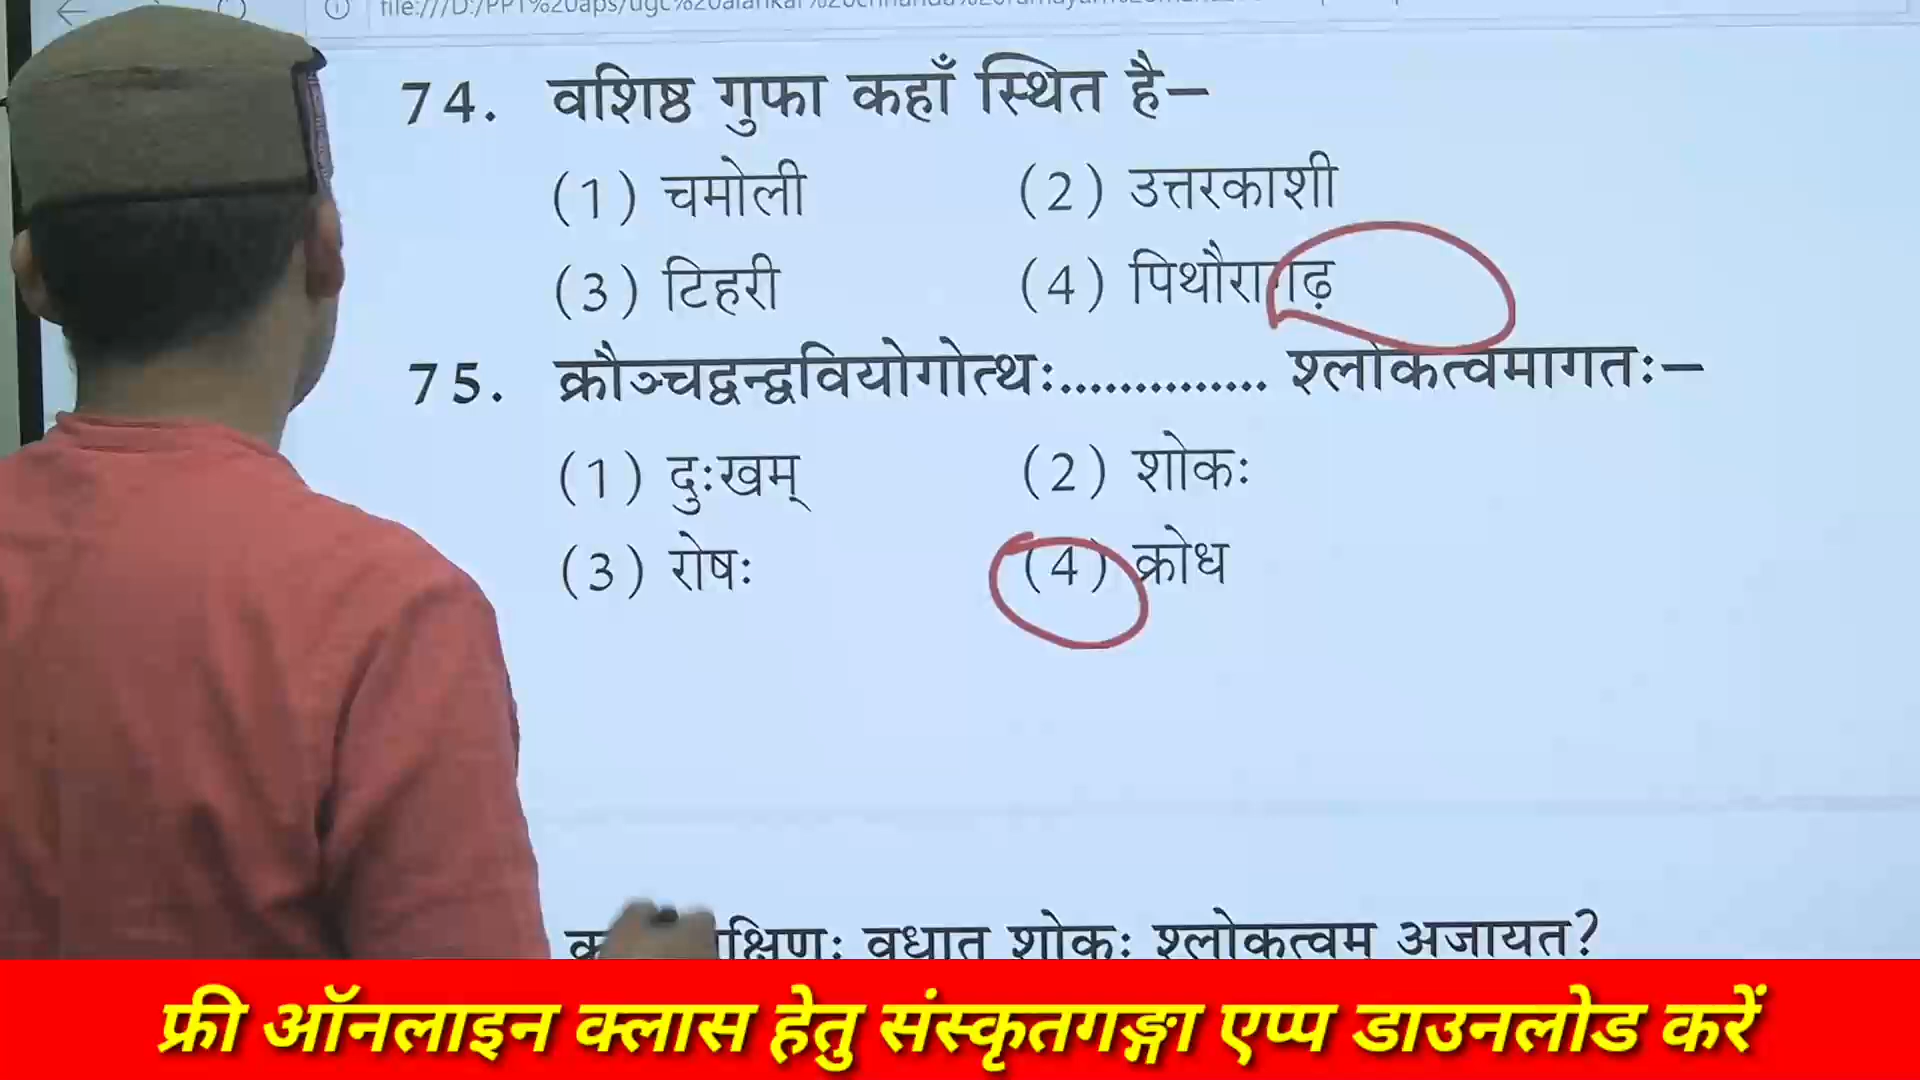 74. वशिष्ठ गुफा कहाँ स्थित है–
(1) चमोली (2) उत्तरकाशी
(3) टिहरी (4) पिथौरागढ़
75. क्रौञ्चद्वन्द्ववियोगोत्थः.............. श्लोकत्वमागतः–
(1) दुःखम् (2) शोकः
(3) रोषः (4) क्रोध
वधात् शोकः श्लोकत्वम् अजायत?
फ्री ऑनलाइन क्लास हेतु संस्कृतगङ्गा एप्प डाउनलोड करें